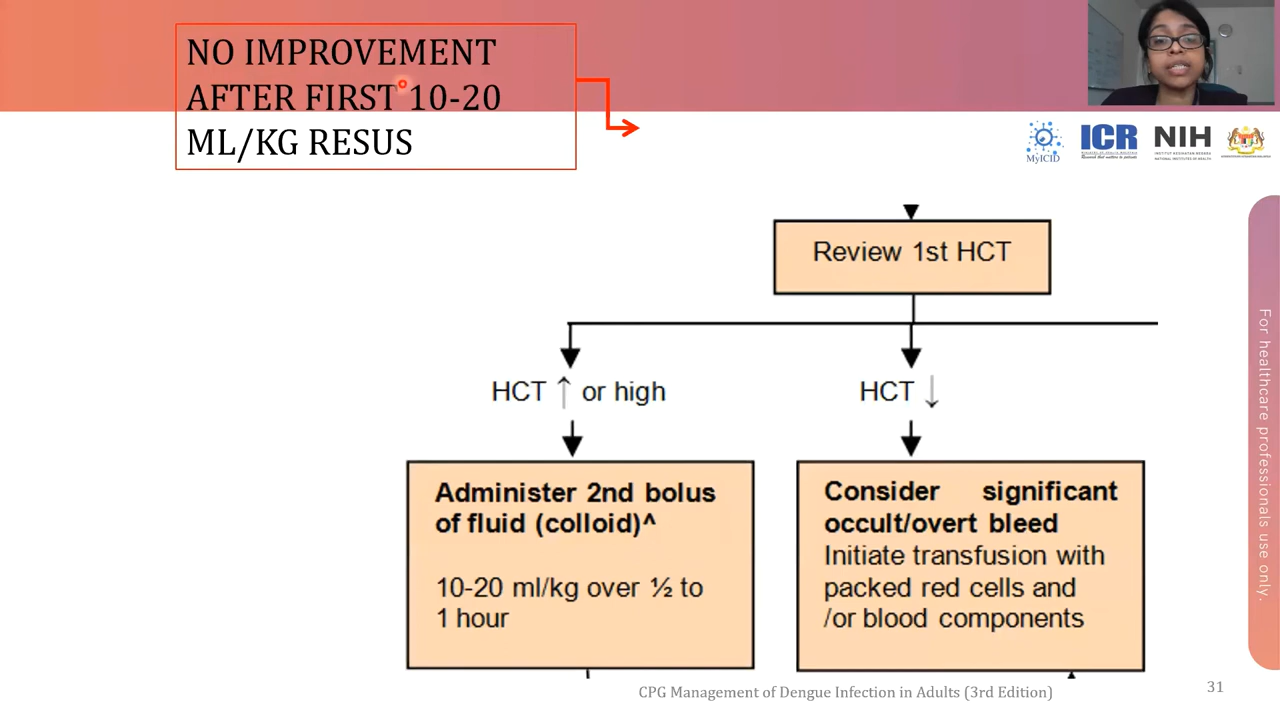 NO IMPROVEMENT
AFTER FIRST 10-20
ML/KG RESUS
MyICID
ICR
NIH
Review 1st HCT
HCT ↑ or high
HCT ↓
Administer 2nd bolus
of fluid (colloid)^
10-20 ml/kg over ½ to
1 hour
Consider significant
occult/overt bleed
Initiate transfusion with
packed red cells and
/or blood components
For healthcare professionals use only.
CPG Management of Dengue Infection in Adults (3rd Edition)
31